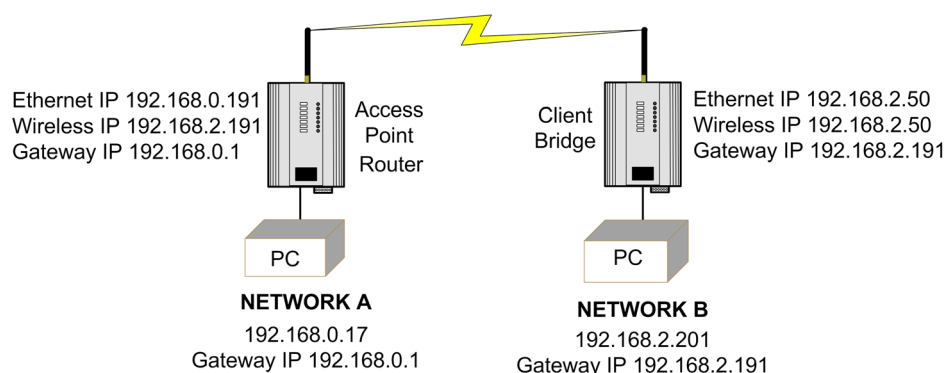 Ethernet IP 192.168.0.191
Wireless IP 192.168.2.191
Gateway IP 192.168.0.1
Access
Point
Router
Client
Bridge
Ethernet IP 192.168.2.50
Wireless IP 192.168.2.50
Gateway IP 192.168.2.191
PC
PC
NETWORK A
192.168.0.17
Gateway IP 192.168.0.1
NETWORK B
192.168.2.201
Gateway IP 192.168.2.191